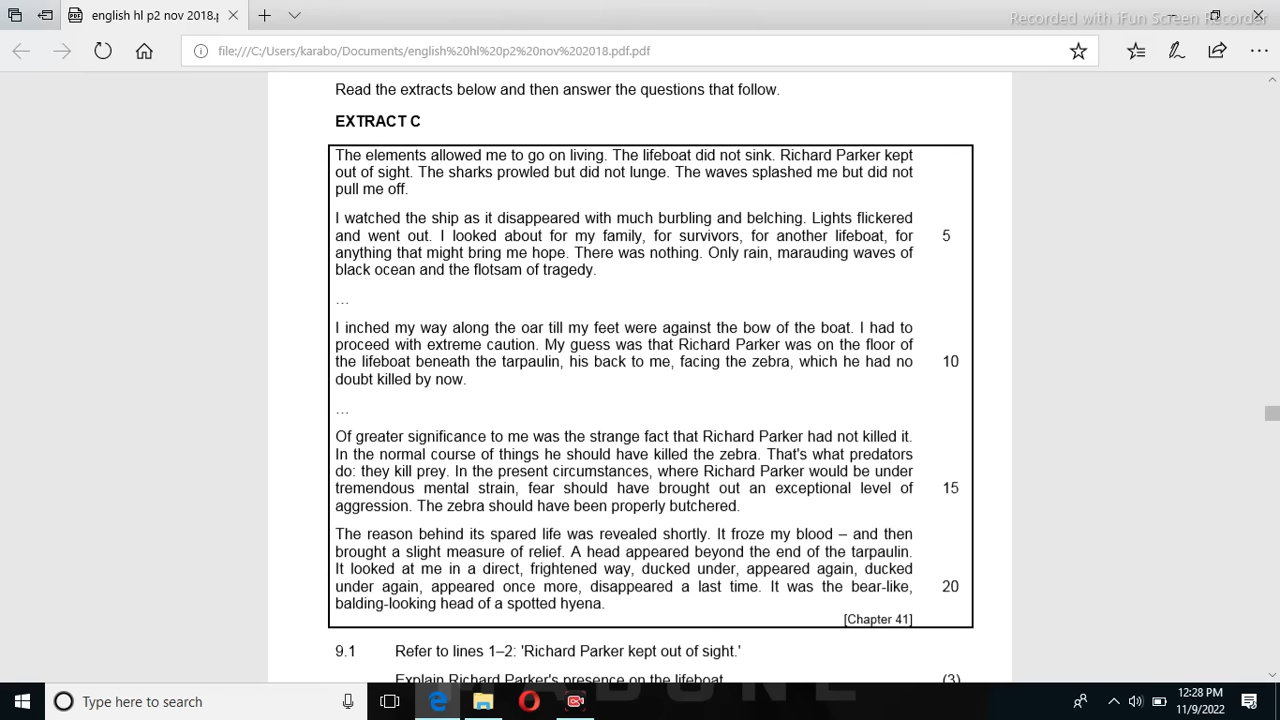 english hl p2 nov 2018.p
Recorded with iFun Screen Recorder
file:///C:/Users/karabo/Documents/english%20hl%20p2%20nov%202018.pdf.pdf
Read the extracts below and then answer the questions that follow.
EXTRACT C
The elements allowed me to go on living. The lifeboat did not sink. Richard Parker kept
out of sight. The sharks prowled but did not lunge. The waves splashed me but did not
pull me off.
I watched the ship as it disappeared with much burbling and belching. Lights flickered
and went out. I looked about for my family, for survivors, for another lifeboat, for 5
anything that might bring me hope. There was nothing. Only rain, marauding waves of
black ocean and the flotsam of tragedy.
...
I inched my way along the oar till my feet were against the bow of the boat. I had to
proceed with extreme caution. My guess was that Richard Parker was on the floor of
the lifeboat beneath the tarpaulin, his back to me, facing the zebra, which he had no 10
doubt killed by now.
...
Of greater significance to me was the strange fact that Richard Parker had not killed it.
In the normal course of things he should have killed the zebra. That's what predators
do: they kill prey. In the present circumstances, where Richard Parker would be under
tremendous mental strain, fear should have brought out an exceptional level of 15
aggression. The zebra should have been properly butchered.
The reason behind its spared life was revealed shortly. It froze my blood – and then
brought a slight measure of relief. A head appeared beyond the end of the tarpaulin.
It looked at me in a direct, frightened way, ducked under, appeared again, ducked
under again, appeared once more, disappeared a last time. It was the bear-like, 20
balding-looking head of a spotted hyena.
[Chapter 41]
9.1 Refer to lines 1–2: 'Richard Parker kept out of sight.'
Explain Richard Parker's presence on the lifeboat. (3)
Type here to search
12:28 PM
11/9/2022